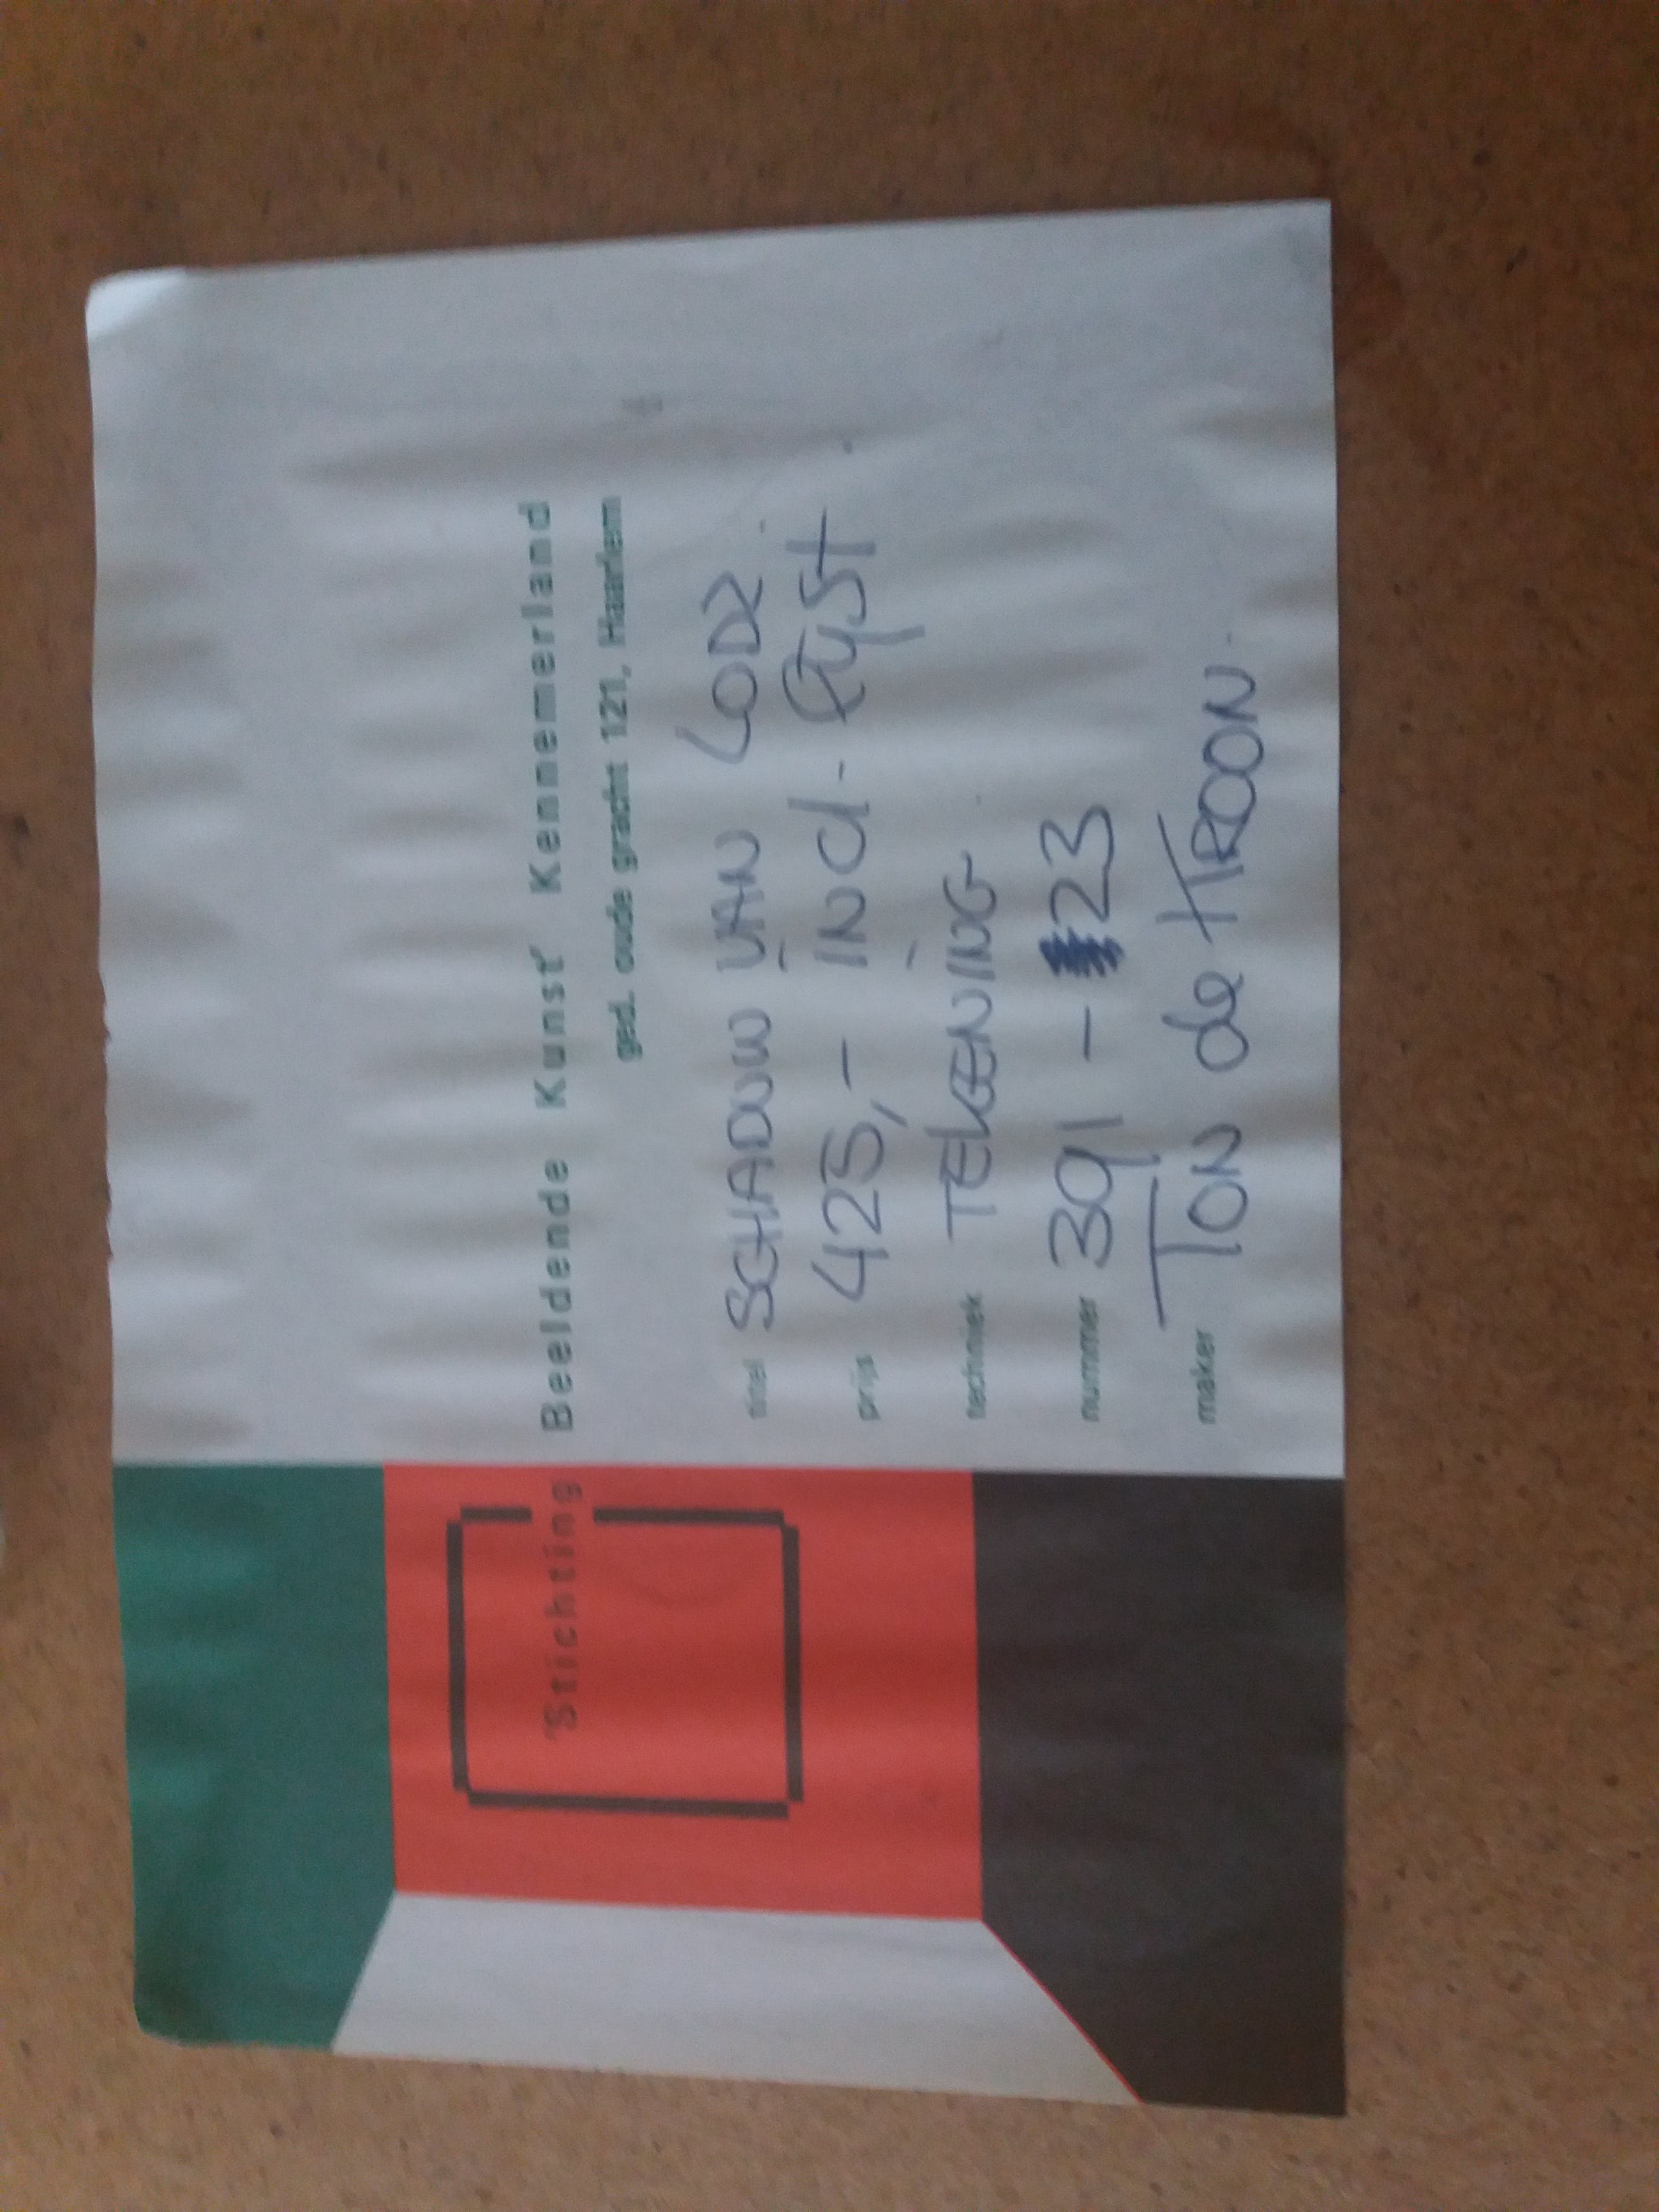 'Stichting Beeldende Kunst' Kennemerland
ged. oude gracht 121, Haarlem
titel SCHADUW VAN LODZ
prijs 425,- INCL. Lijst
techniek TEKENING
nummer 391 - 23
maker TON de KROON